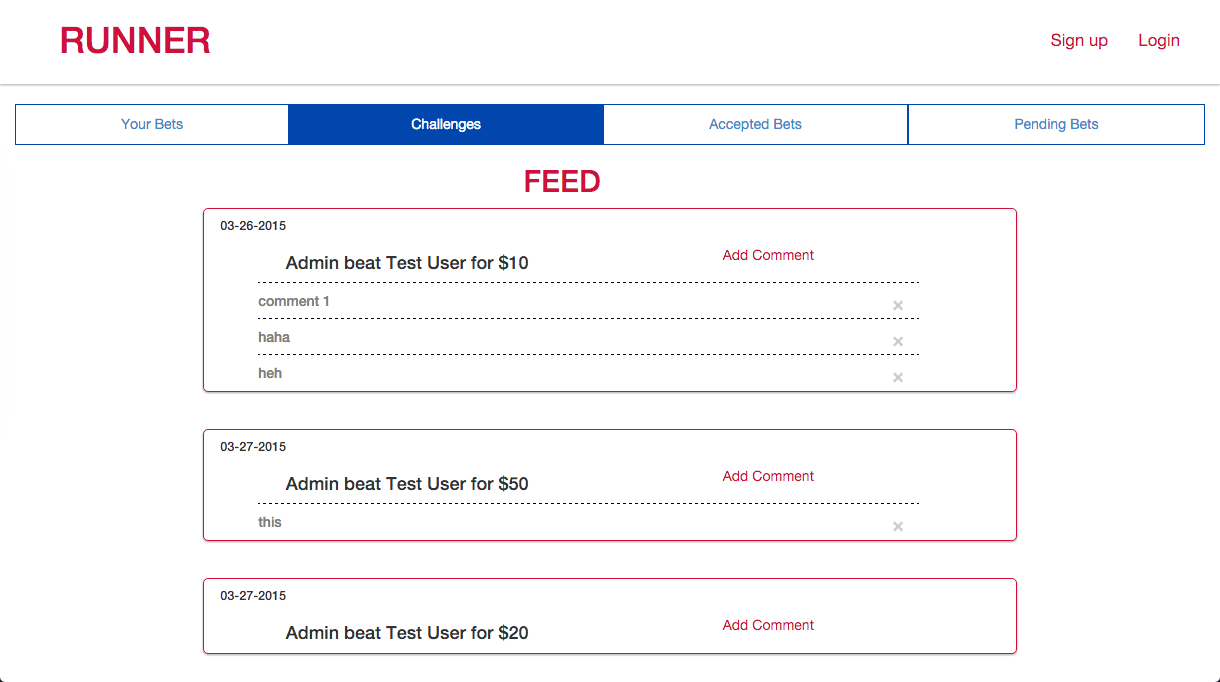 RUNNER
Sign up Login
Your Bets Challenges Accepted Bets Pending Bets
FEED
03-26-2015
Admin beat Test User for $10 Add Comment
comment 1 ×
haha ×
heh ×
03-27-2015
Admin beat Test User for $50 Add Comment
this ×
03-27-2015
Admin beat Test User for $20 Add Comment